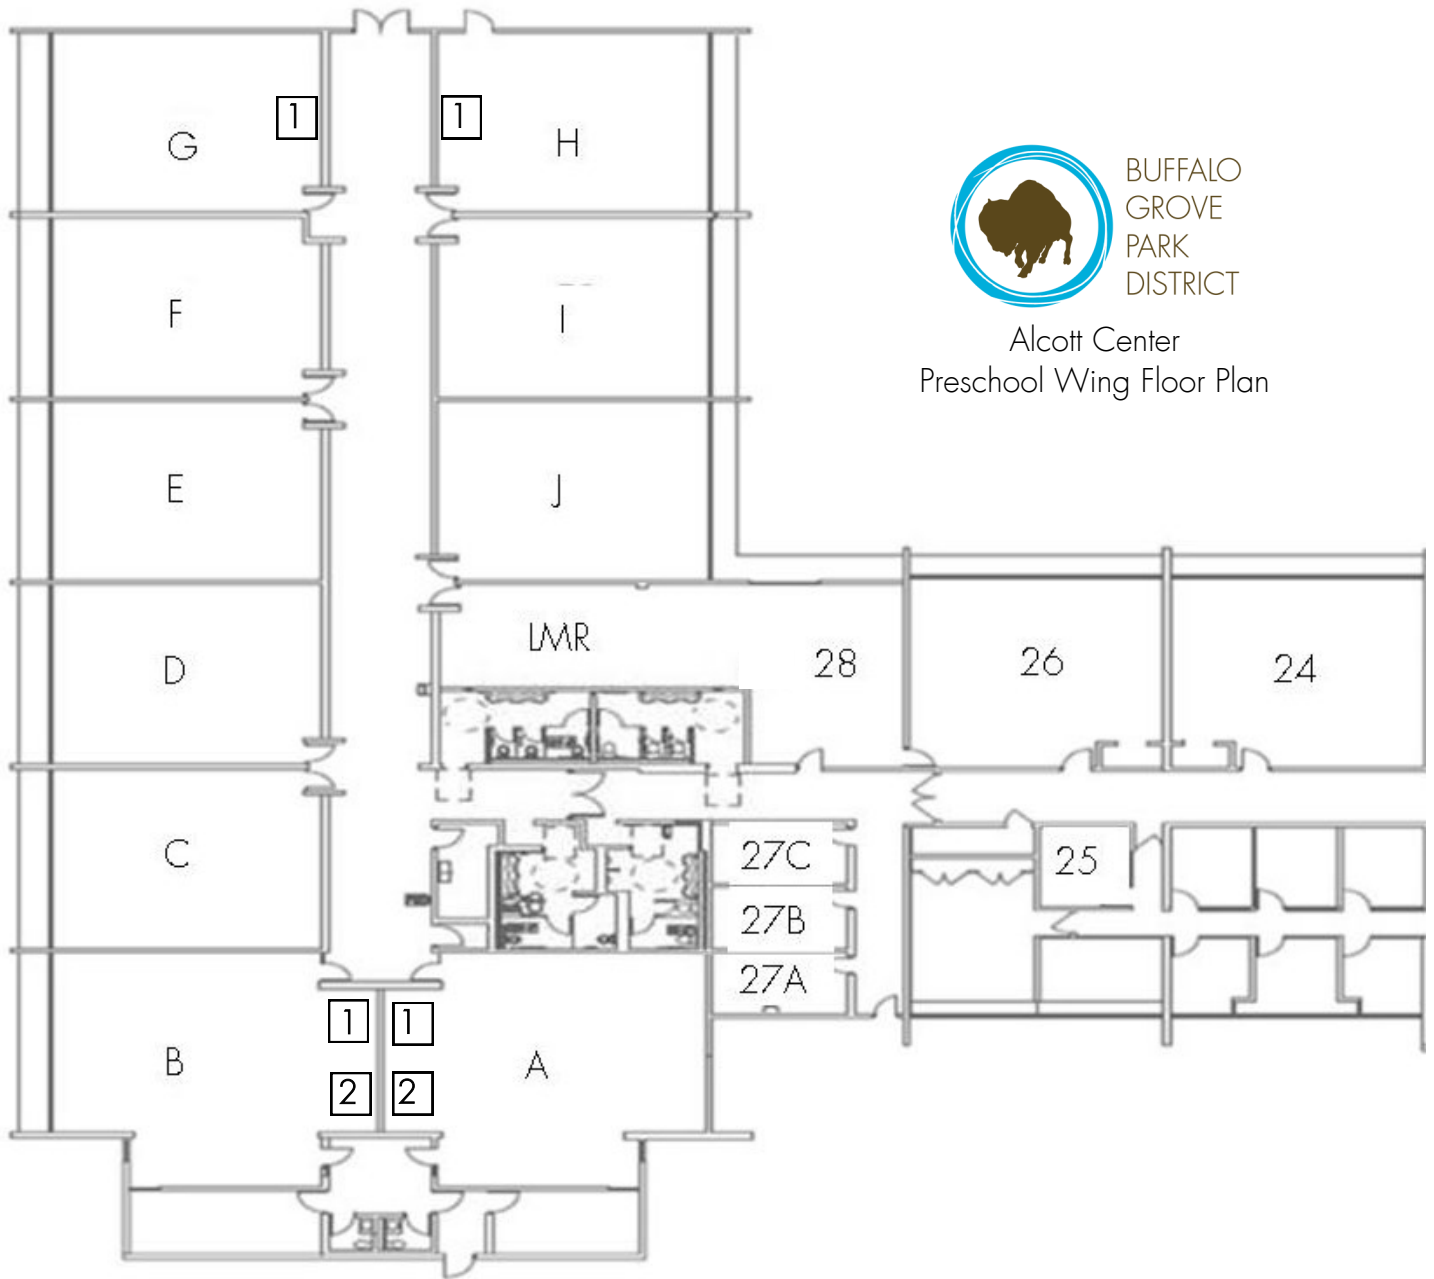 1
1
G
H
BUFFALO
GROVE
PARK
DISTRICT
F
I
Alcott Center
Preschool Wing Floor Plan
E
J
LMR
28
26
24
D
C
27C
25
27B
27A
1
1
B
A
2
2